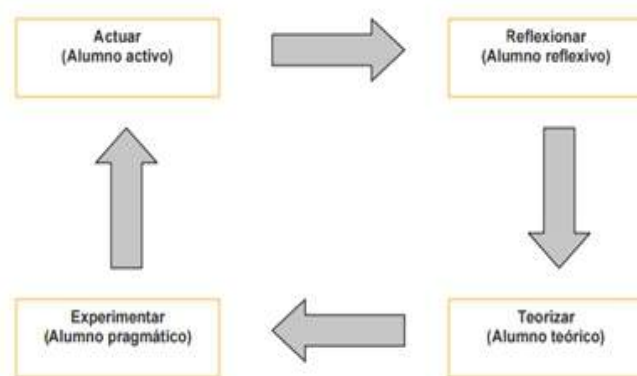 Actuar
(Alumno activo)
Reflexionar
(Alumno reflexivo)
Experimentar
(Alumno pragmático)
Teorizar
(Alumno teórico)